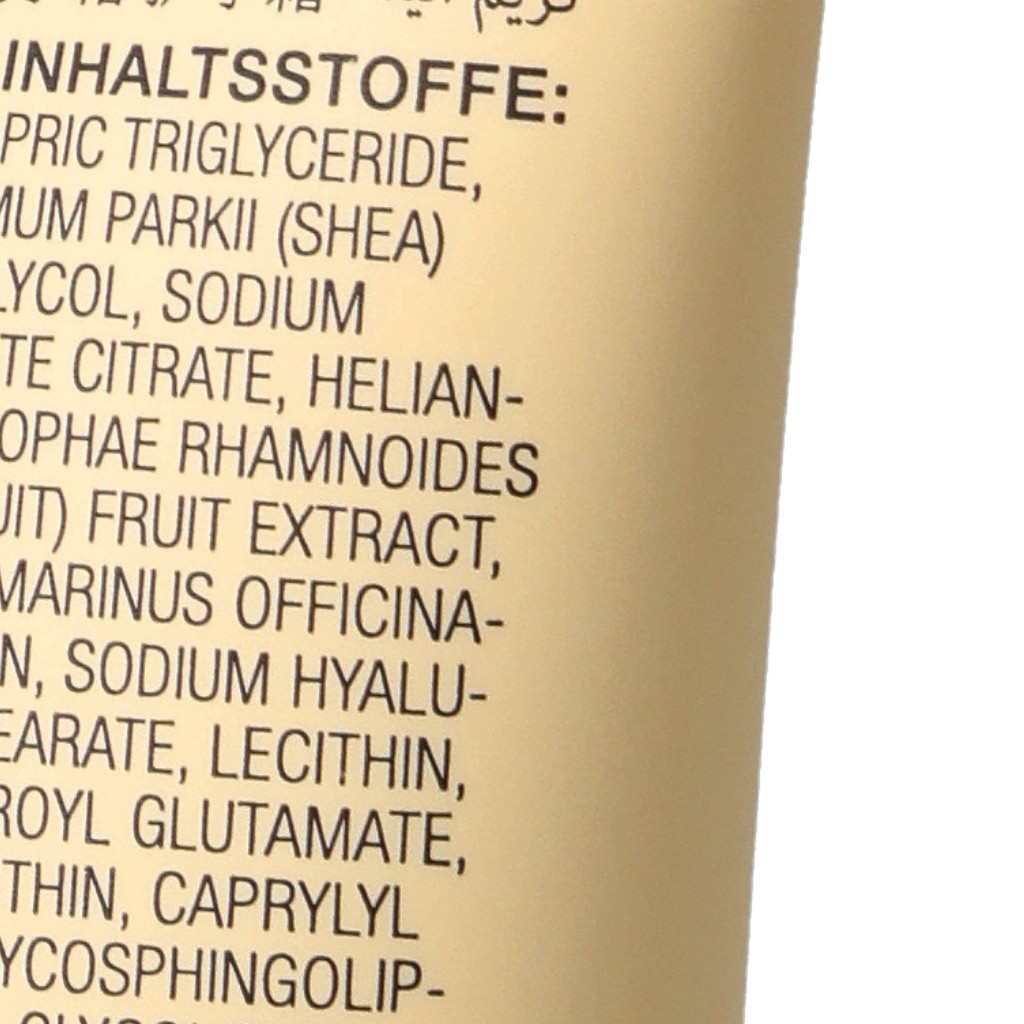 INHALTSSTOFFE:
PRIC TRIGLYCERIDE,
MUM PARKII (SHEA)
LYCOL, SODIUM
TE CITRATE, HELIAN-
OPHAE RHAMNOIDES
UIT) FRUIT EXTRACT,
MARINUS OFFICINA-
N, SODIUM HYALU-
EARATE, LECITHIN,
ROYL GLUTAMATE,
THIN, CAPRYLYL
YCOSPHINGOLIP-